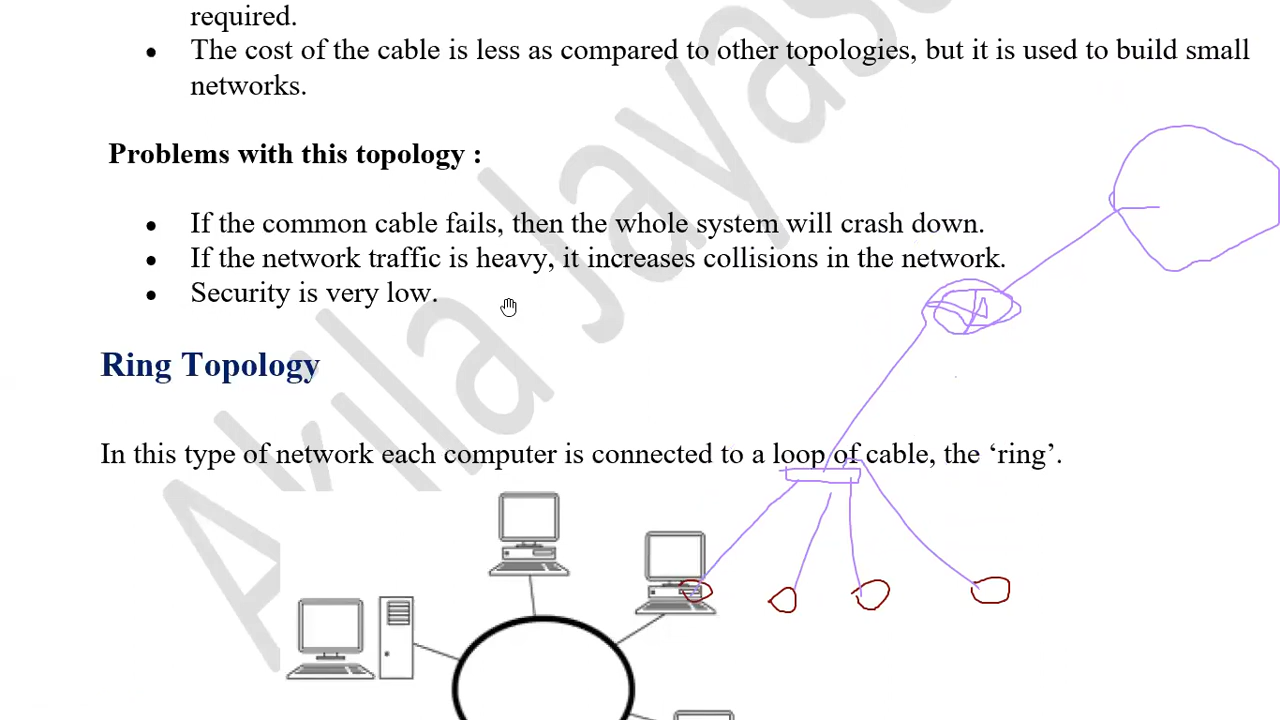 required.
• The cost of the cable is less as compared to other topologies, but it is used to build small
networks.
Problems with this topology :
• If the common cable fails, then the whole system will crash down.
• If the network traffic is heavy, it increases collisions in the network.
• Security is very low.
Ring Topology
In this type of network each computer is connected to a loop of cable, the ‘ring’.
Akila Jayas